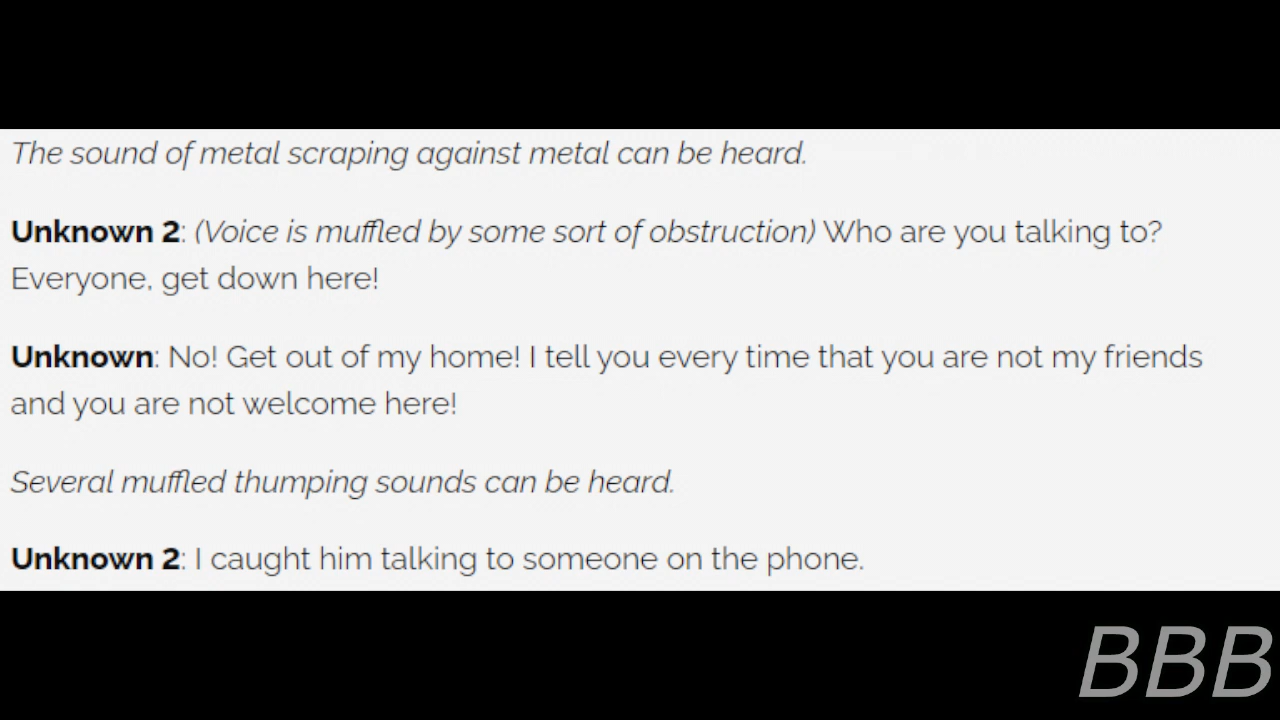 The sound of metal scraping against metal can be heard.
Unknown 2: (Voice is muffled by some sort of obstruction) Who are you talking to?
Everyone, get down here!
Unknown: No! Get out of my home! I tell you every time that you are not my friends
and you are not welcome here!
Several muffled thumping sounds can be heard.
Unknown 2: I caught him talking to someone on the phone.
BBB